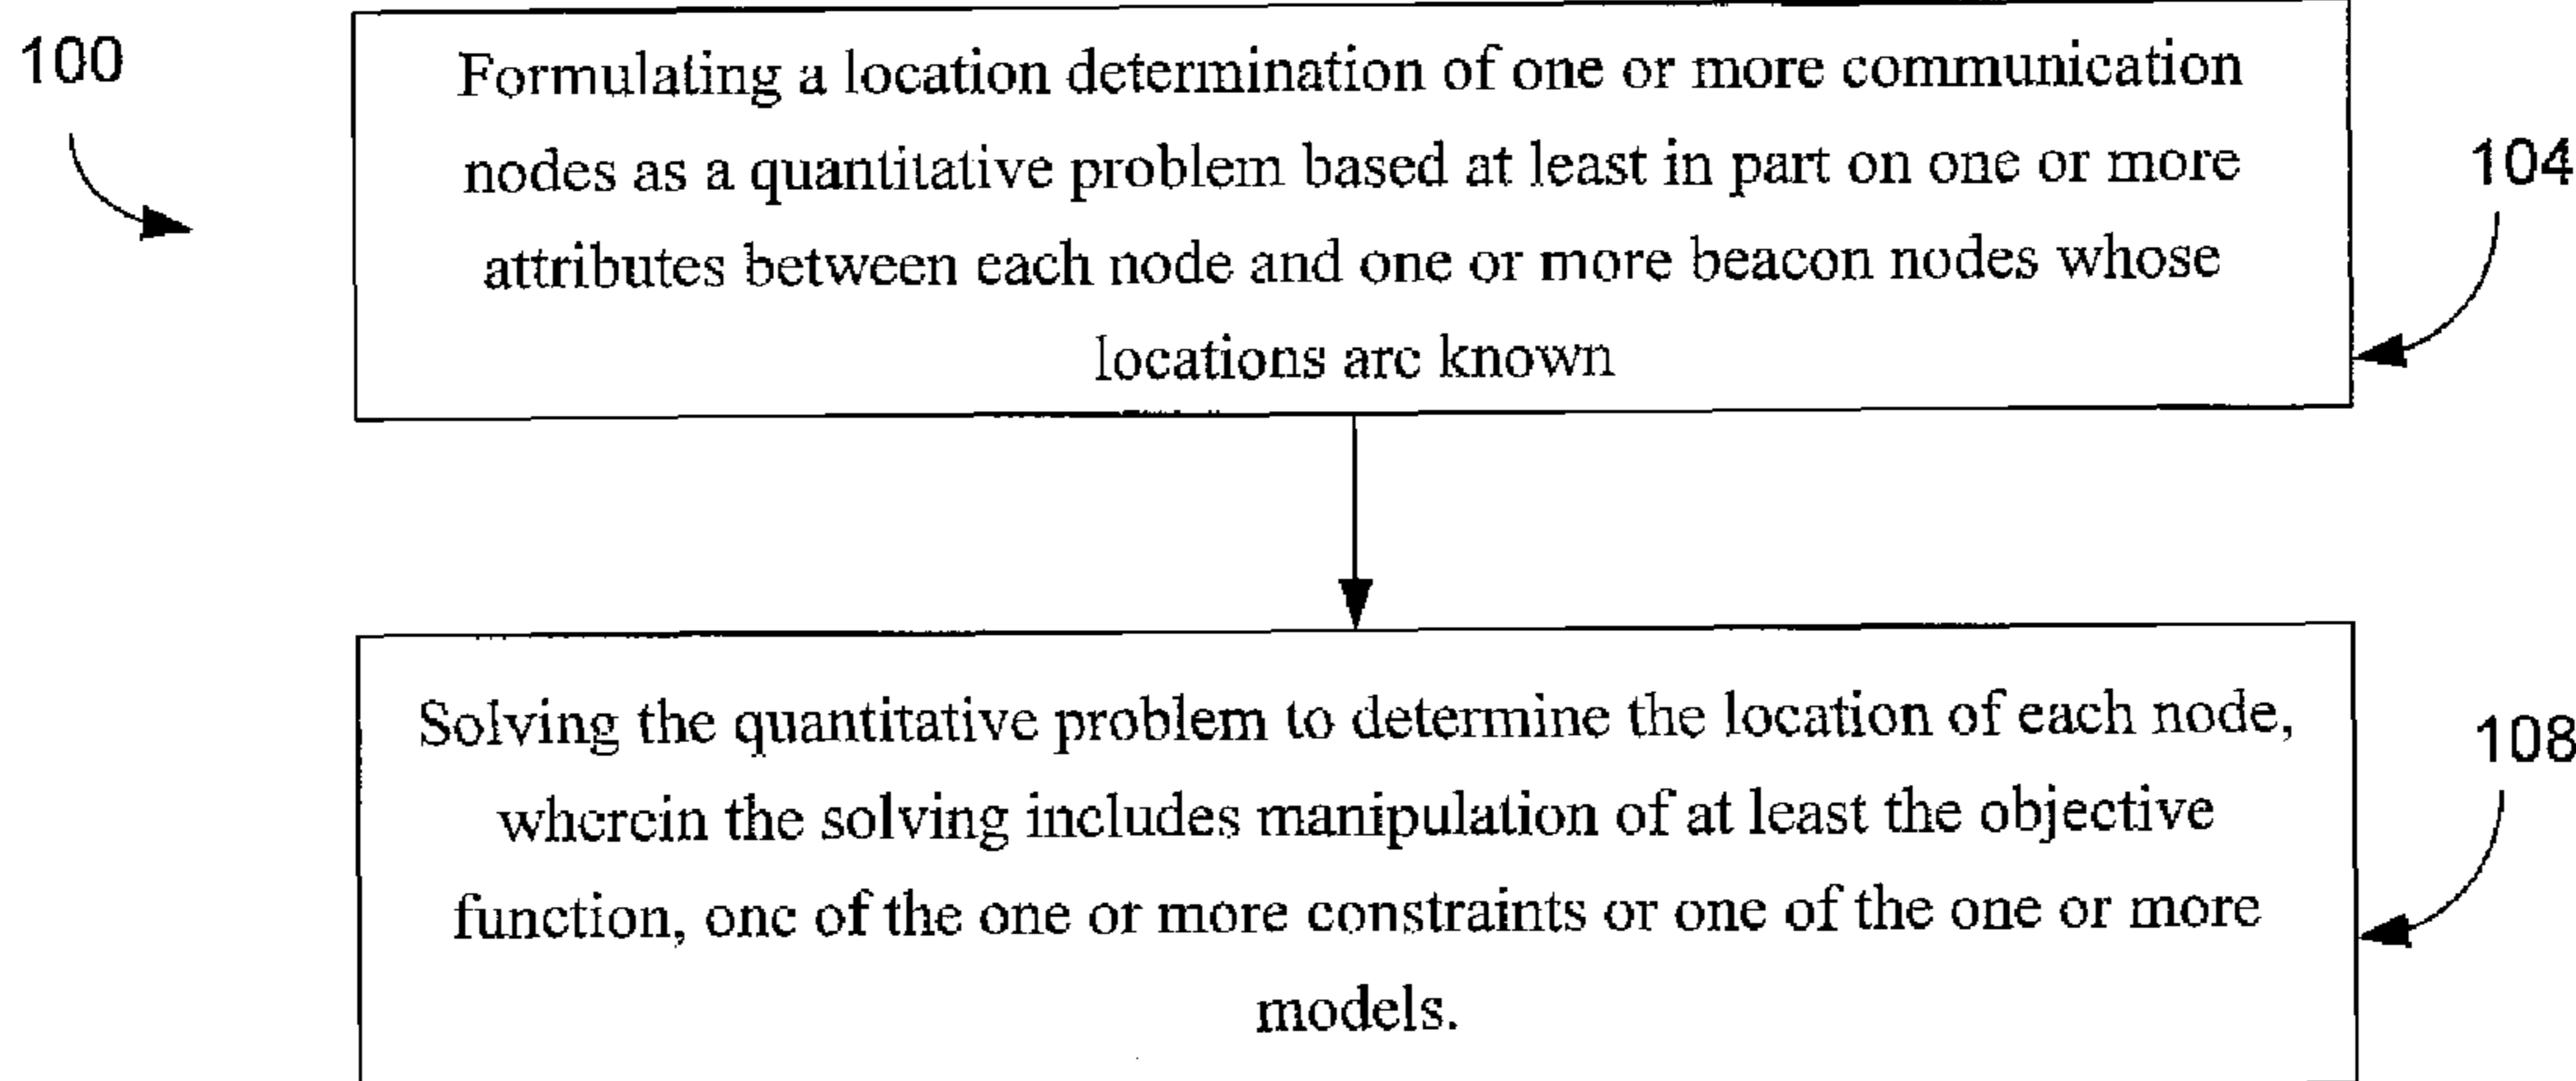 100
Formulating a location determination of one or more communication
nodes as a quantitative problem based at least in part on one or more
attributes between each node and one or more beacon nodes whose
locations are known
104
Solving the quantitative problem to determine the location of each node,
wherein the solving includes manipulation of at least the objective
function, one of the one or more constraints or one of the one or more
models.
108